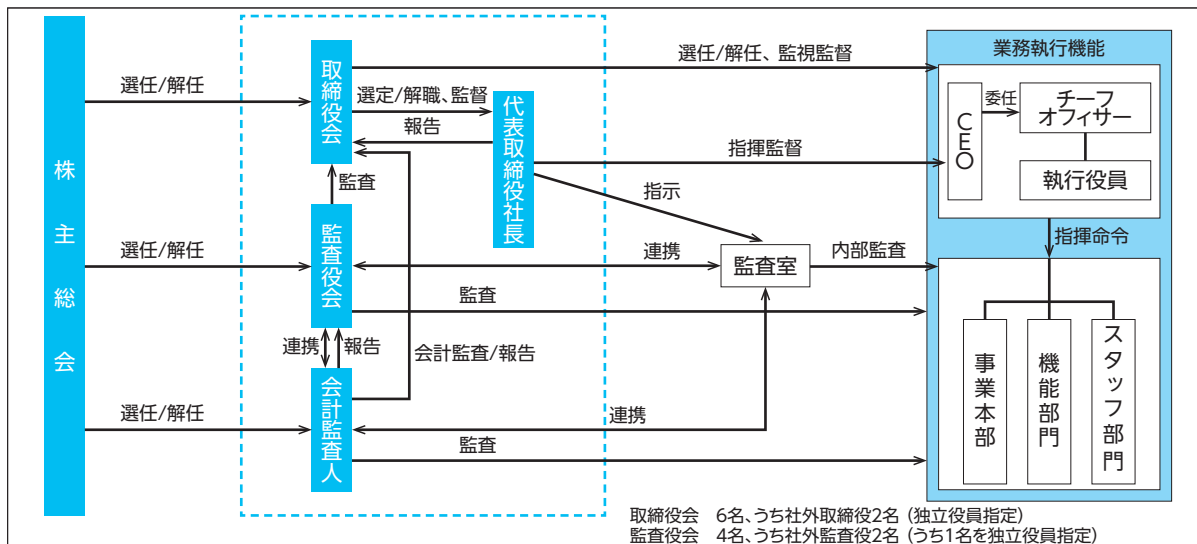 株主総会
選任/解任
選任/解任
選任/解任
取締役会
選定/解職、監督
報告
代表取締役社長
監査
監査役会
連携
報告
会計監査/報告
会計監査人
選任/解任、監視監督
指揮監督
指示
連携
監査室
内部監査
監査
連携
監査
業務執行機能
CEO
委任
チーフ
オフィサー
執行役員
指揮命令
事業本部
機能部門
スタッフ部門
取締役会 6名、うち社外取締役2名 (独立役員指定)
監査役会 4名、うち社外監査役2名 (うち1名を独立役員指定)